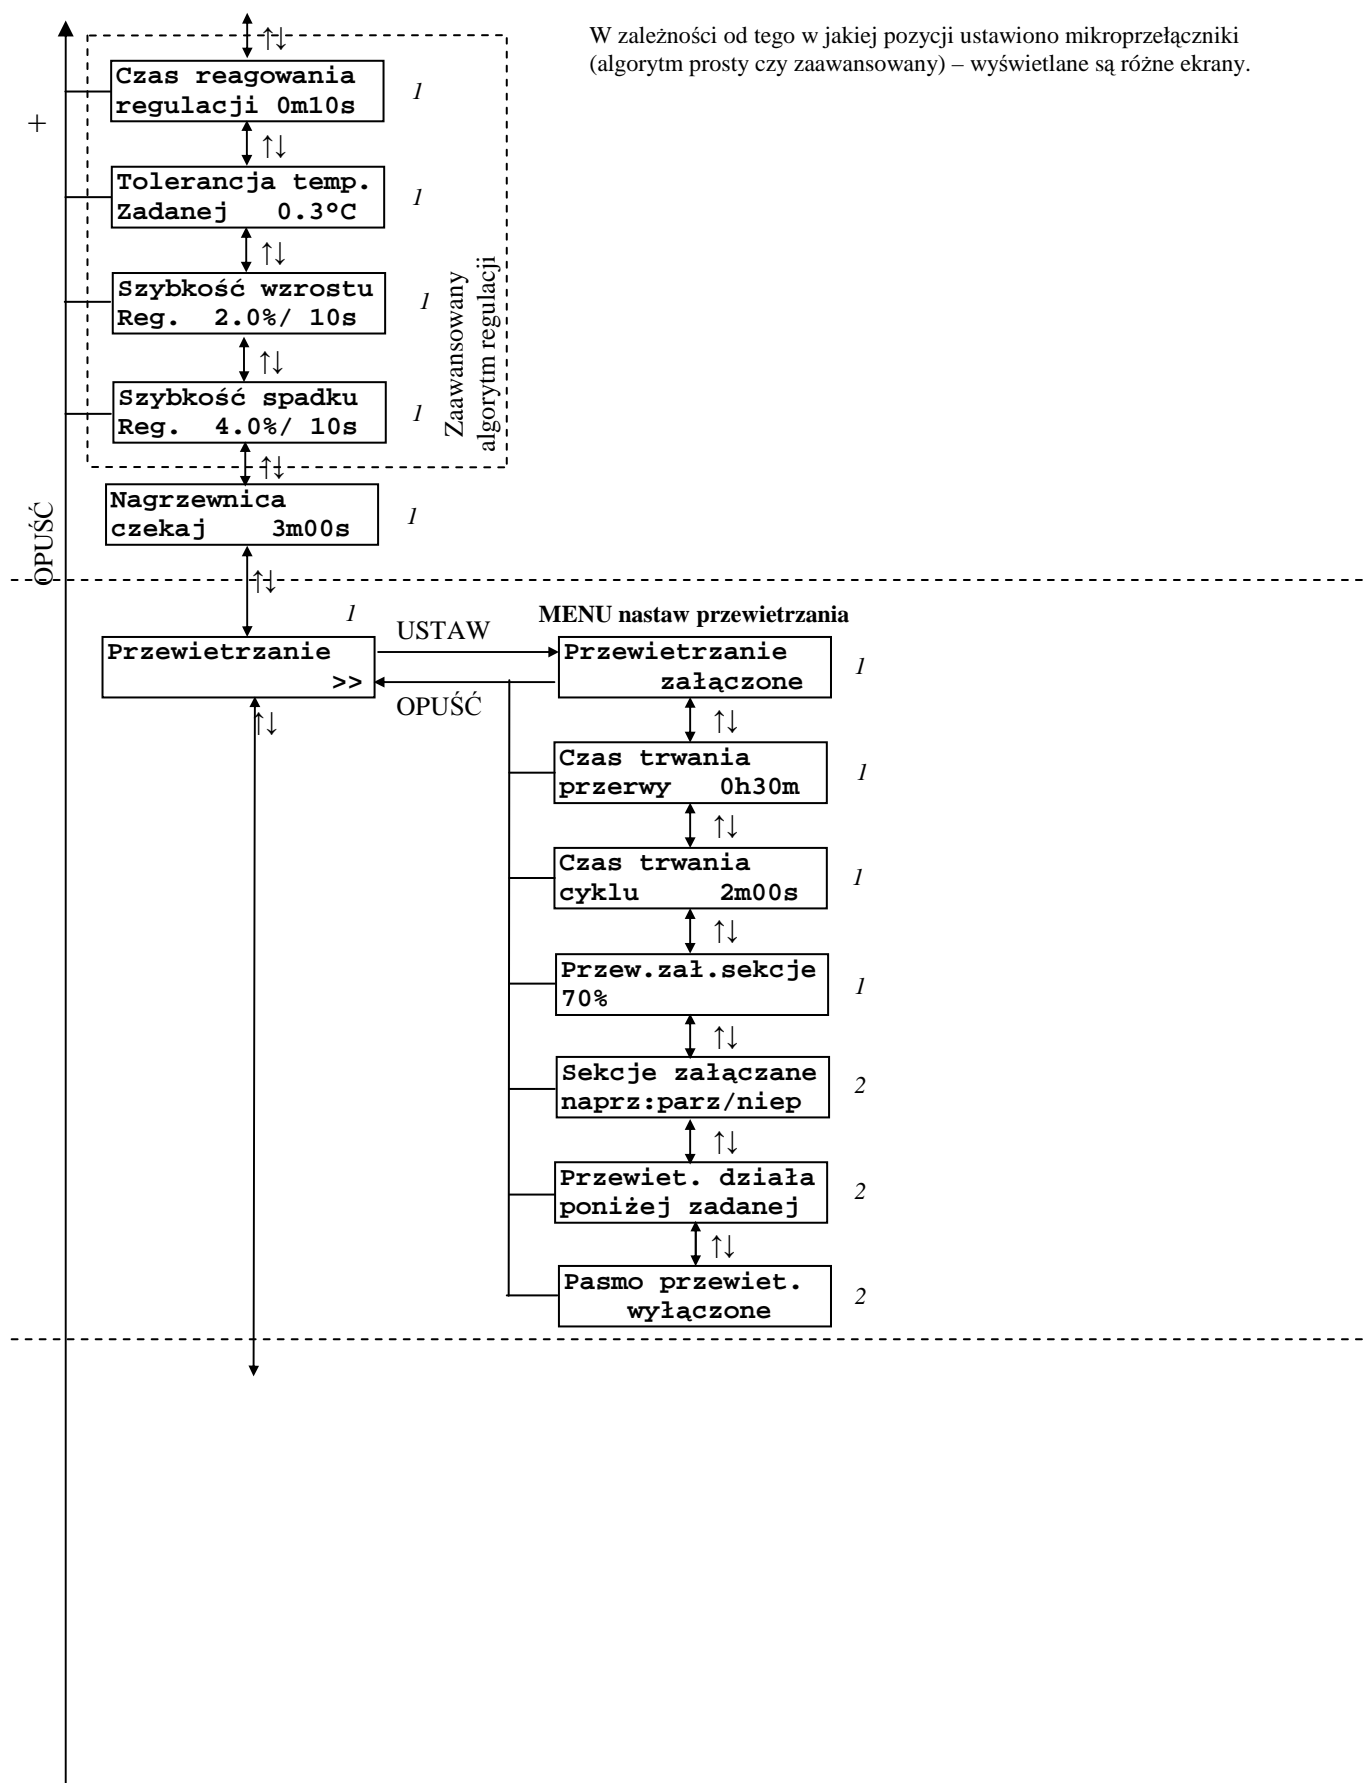 ↑↓
W zależności od tego w jakiej pozycji ustawiono mikroprzełączniki
(algorytm prosty czy zaawansowany) – wyświetlane są różne ekrany.
Czas reagowania
regulacji 0m10s
1
+
↑↓
Tolerancja temp.
Zadanej 0.3°C
1
↑↓
Szybkość wzrostu
Reg. 2.0%/ 10s
1
Zaawansowany
algorytm regulacji
↑↓
Szybkość spadku
Reg. 4.0%/ 10s
1
↑↓
Nagrzewnica
czekaj 3m00s
1
OPUŚĆ
↑↓
1
MENU nastaw przewietrzania
Przewietrzanie
>>
USTAW
OPUŚĆ
↑↓
Przewietrzanie
załączone
1
↑↓
Czas trwania
przerwy 0h30m
1
↑↓
Czas trwania
cyklu 2m00s
1
↑↓
Przew.zał.sekcje
70%
1
↑↓
Sekcje załączane
naprz:parz/niep
2
↑↓
Przewiet. działa
poniżej zadanej
2
↑↓
Pasmo przewiet.
wyłączone
2